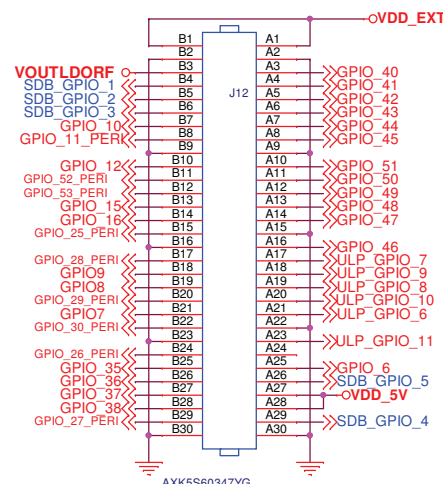 VDD_EXT
B1 A1
B2 A2
VOUTLDORF B3 A3 GPIO_40
SDB_GPIO_1 B4 J12 A4 GPIO_41
SDB_GPIO_2 B5 A5 GPIO_42
SDB_GPIO_3 B6 A6 GPIO_43
GPIO_10 B7 A7 GPIO_44
GPIO_11_PERI B8 A8 GPIO_45
B9 A9
GPIO_12 B10 A10 GPIO_51
GPIO_52_PERI B11 A11 GPIO_50
GPIO_53_PERI B12 A12 GPIO_49
GPIO_15 B13 A13 GPIO_48
GPIO_16 B14 A14 GPIO_47
GPIO_25_PERI B15 A15
B16 A16 GPIO_46
GPIO_28_PERI B17 A17 ULP_GPIO_7
GPIO9 B18 A18 ULP_GPIO_9
GPIO8 B19 A19 ULP_GPIO_8
GPIO_29_PERI B20 A20 ULP_GPIO_10
GPIO7 B21 A21 ULP_GPIO_6
GPIO_30_PERI B22 A22
B23 A23 ULP_GPIO_11
GPIO_26_PERI B24 A24
GPIO_35 B25 A25 GPIO_6
GPIO_36 B26 A26 SDB_GPIO_5
GPIO_37 B27 A27 VDD_5V
GPIO_38 B28 A28
GPIO_27_PERI B29 A29 SDB_GPIO_4
B30 A30
AXK5S60347YG